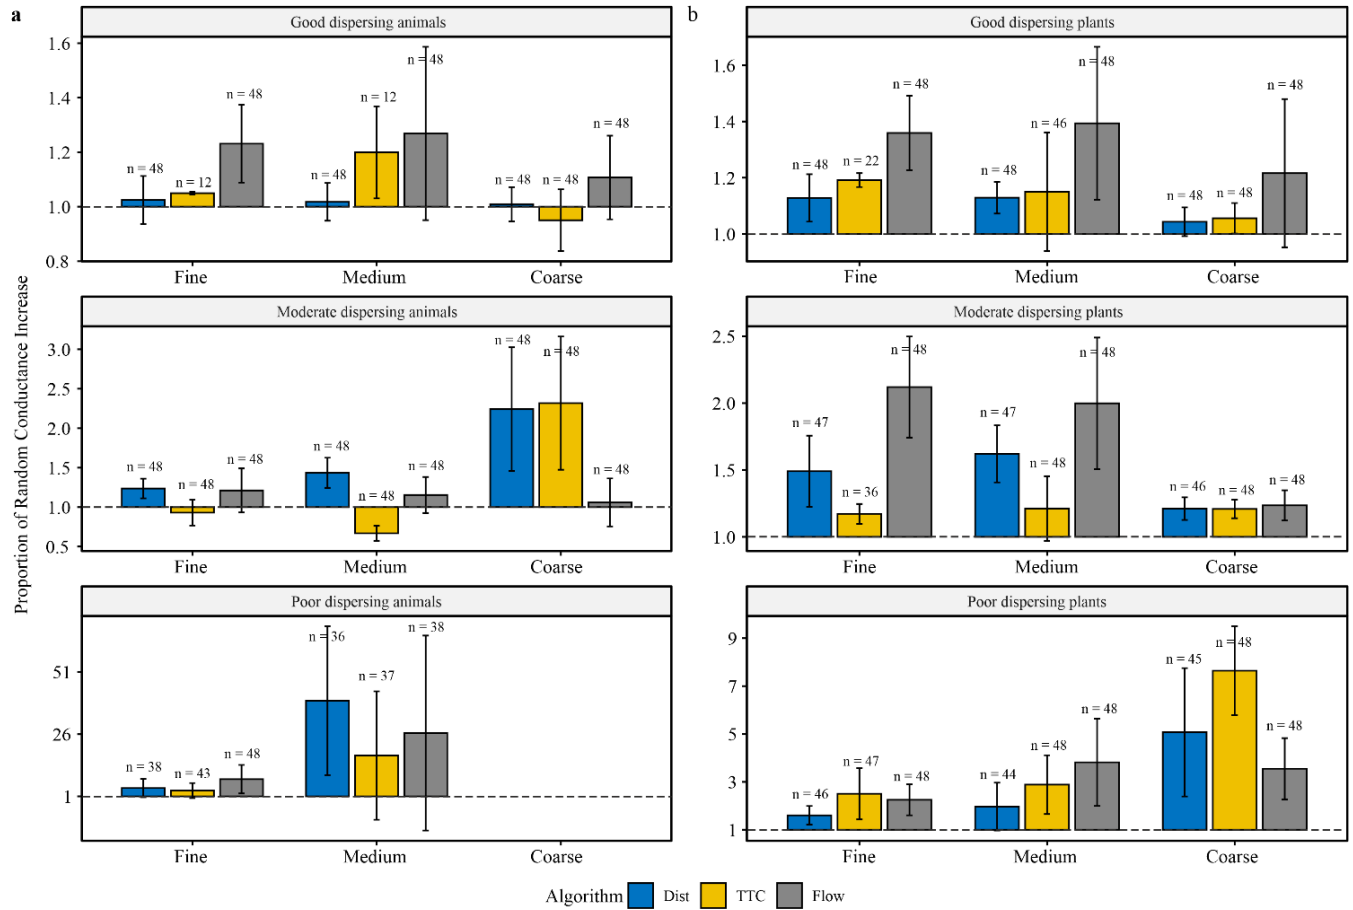 a
Good dispersing animals
1.6
1.4
1.2
1.0
0.8
n = 48
n = 12
n = 48
n = 48
n = 12
n = 48
n = 48
n = 48
n = 48
Fine Medium Coarse
Moderate dispersing animals
3.0
2.5
2.0
1.5
1.0
0.5
n = 48
n = 48
n = 48
n = 48
n = 48
n = 48
n = 48
n = 48
n = 48
Fine Medium Coarse
Poor dispersing animals
51
26
1
n = 38
n = 43
n = 48
n = 36
n = 37
n = 38
Fine Medium Coarse
Proportion of Random Conductance Increase
b
Good dispersing plants
1.6
1.4
1.2
1.0
n = 48
n = 22
n = 48
n = 48
n = 46
n = 48
n = 48
n = 48
n = 48
Fine Medium Coarse
Moderate dispersing plants
2.5
2.0
1.5
1.0
n = 47
n = 36
n = 48
n = 47
n = 48
n = 48
n = 46
n = 48
n = 48
Fine Medium Coarse
Poor dispersing plants
9
7
5
3
1
n = 46
n = 47
n = 48
n = 44
n = 48
n = 48
n = 45
n = 48
n = 48
Fine Medium Coarse
Algorithm Dist TTC Flow